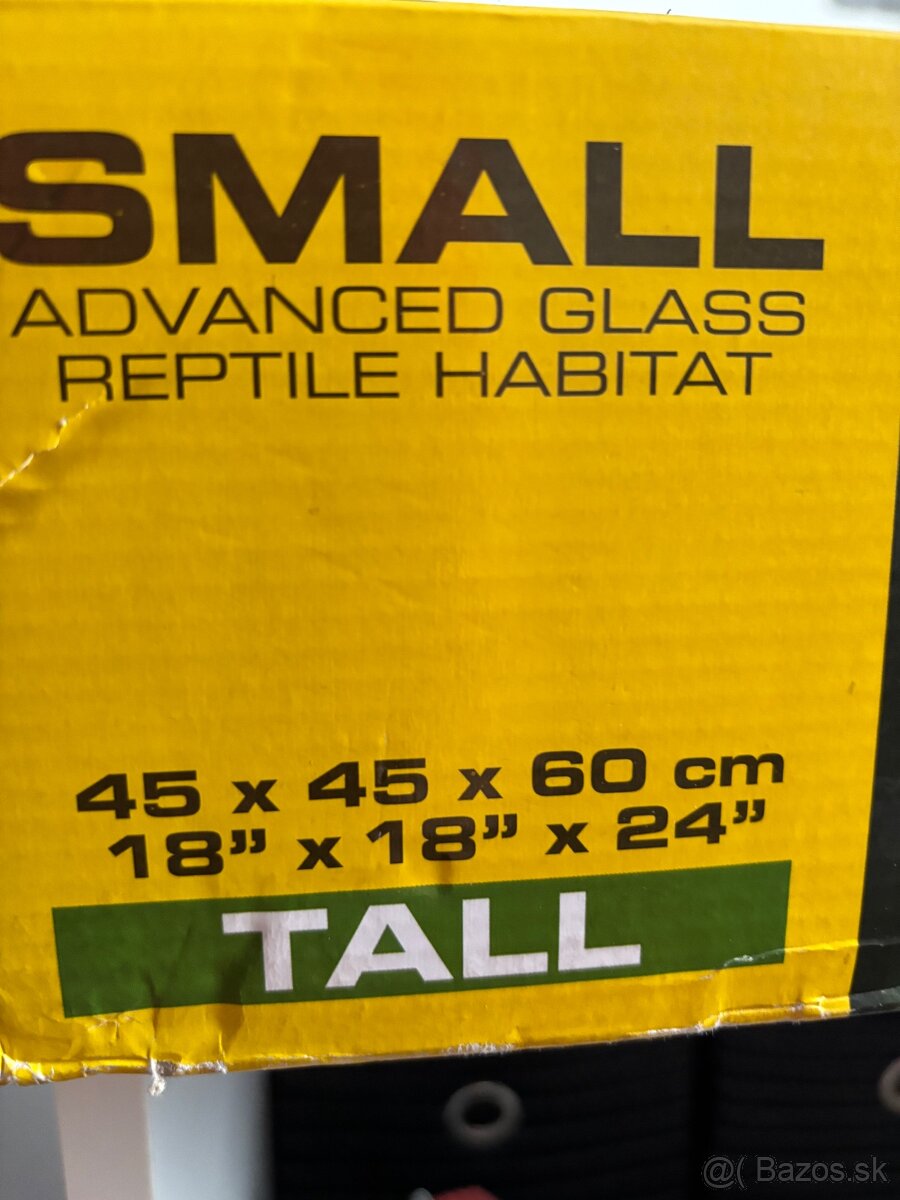 SMALL
ADVANCED GLASS
REPTILE HABITAT
45 x 45 x 60 cm
18” x 18” x 24”
TALL
@( Bazos.sk